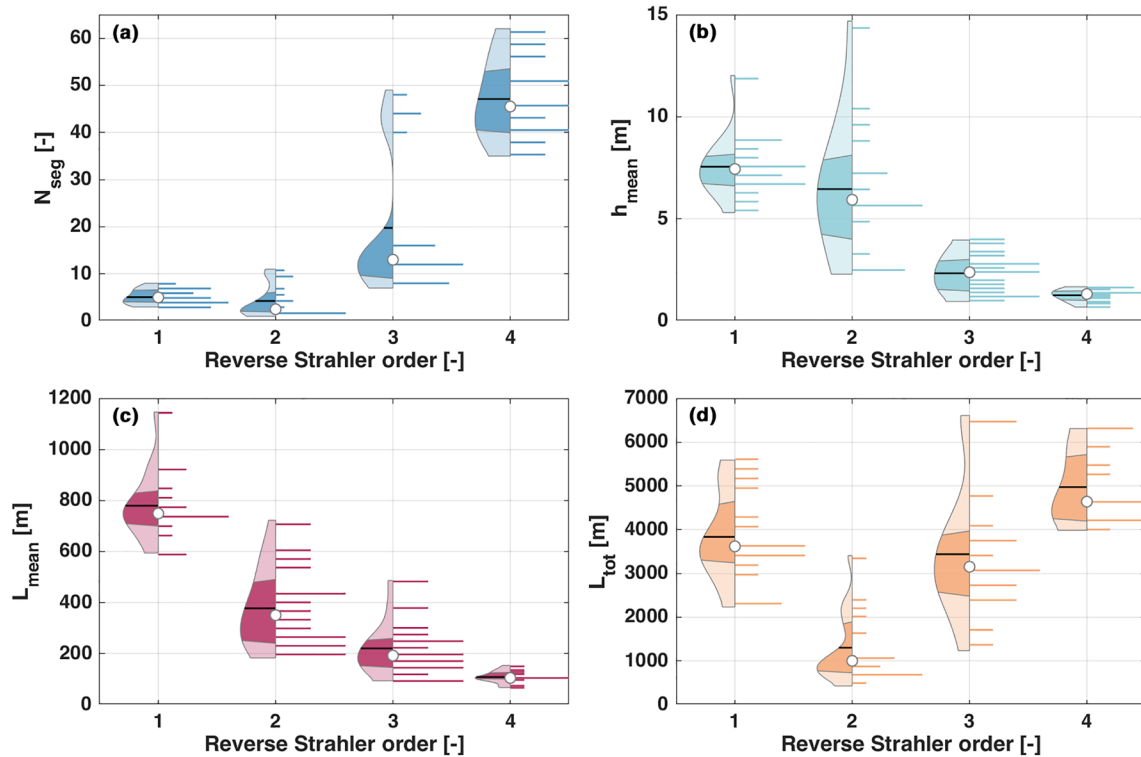 (a)
60
50
40
30
20
10
0
N_seg [-]
1 2 3 4
Reverse Strahler order [-]
(b)
15
10
5
0
h_mean [m]
1 2 3 4
Reverse Strahler order [-]
(c)
1200
1000
800
600
400
200
0
L_mean [m]
1 2 3 4
Reverse Strahler order [-]
(d)
7000
6000
5000
4000
3000
2000
1000
0
L_tot [m]
1 2 3 4
Reverse Strahler order [-]